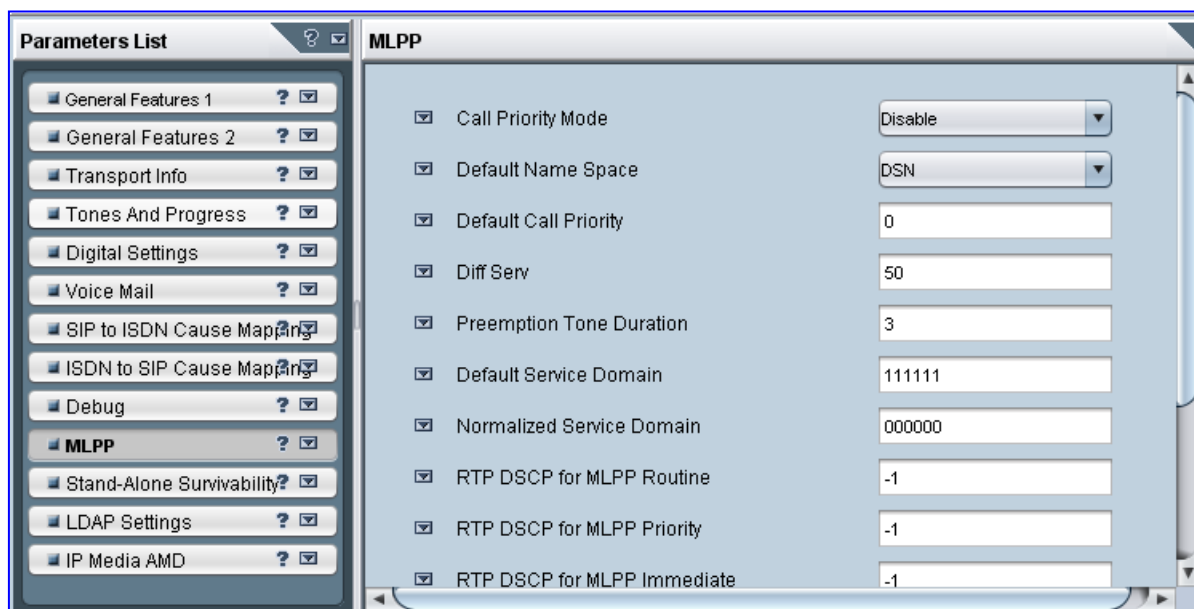 Parameters List
?
General Features 1 ?
General Features 2 ?
Transport Info ?
Tones And Progress ?
Digital Settings ?
Voice Mail ?
SIP to ISDN Cause Mapping ?
ISDN to SIP Cause Mapping ?
Debug ?
MLPP ?
Stand-Alone Survivability ?
LDAP Settings ?
IP Media AMD ?
MLPP
Call Priority Mode Disable
Default Name Space DSN
Default Call Priority 0
Diff Serv 50
Preemption Tone Duration 3
Default Service Domain 111111
Normalized Service Domain 000000
RTP DSCP for MLPP Routine -1
RTP DSCP for MLPP Priority -1
RTP DSCP for MLPP Immediate -1